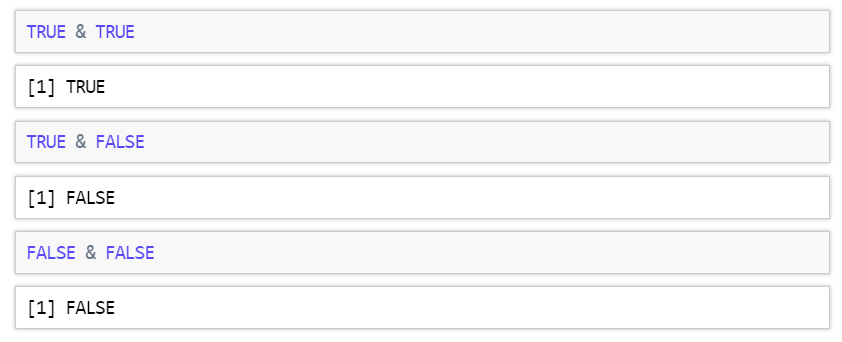 TRUE & TRUE
[1] TRUE
TRUE & FALSE
[1] FALSE
FALSE & FALSE
[1] FALSE